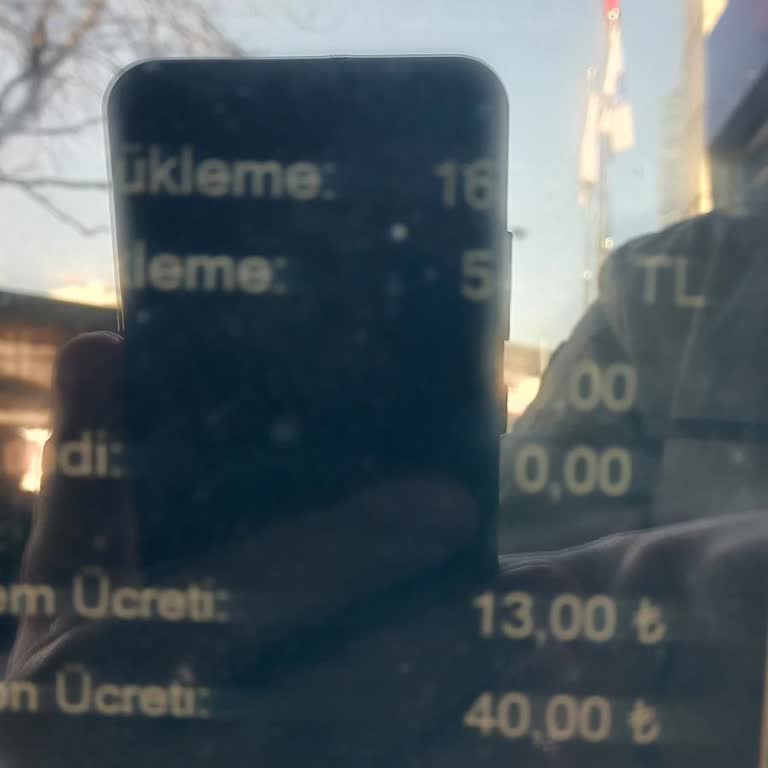 ükleme: 16
leme: 5 TL
,00
di: 0,00
em Ücreti: 13,00 ₺
on Ücreti: 40,00 ₺